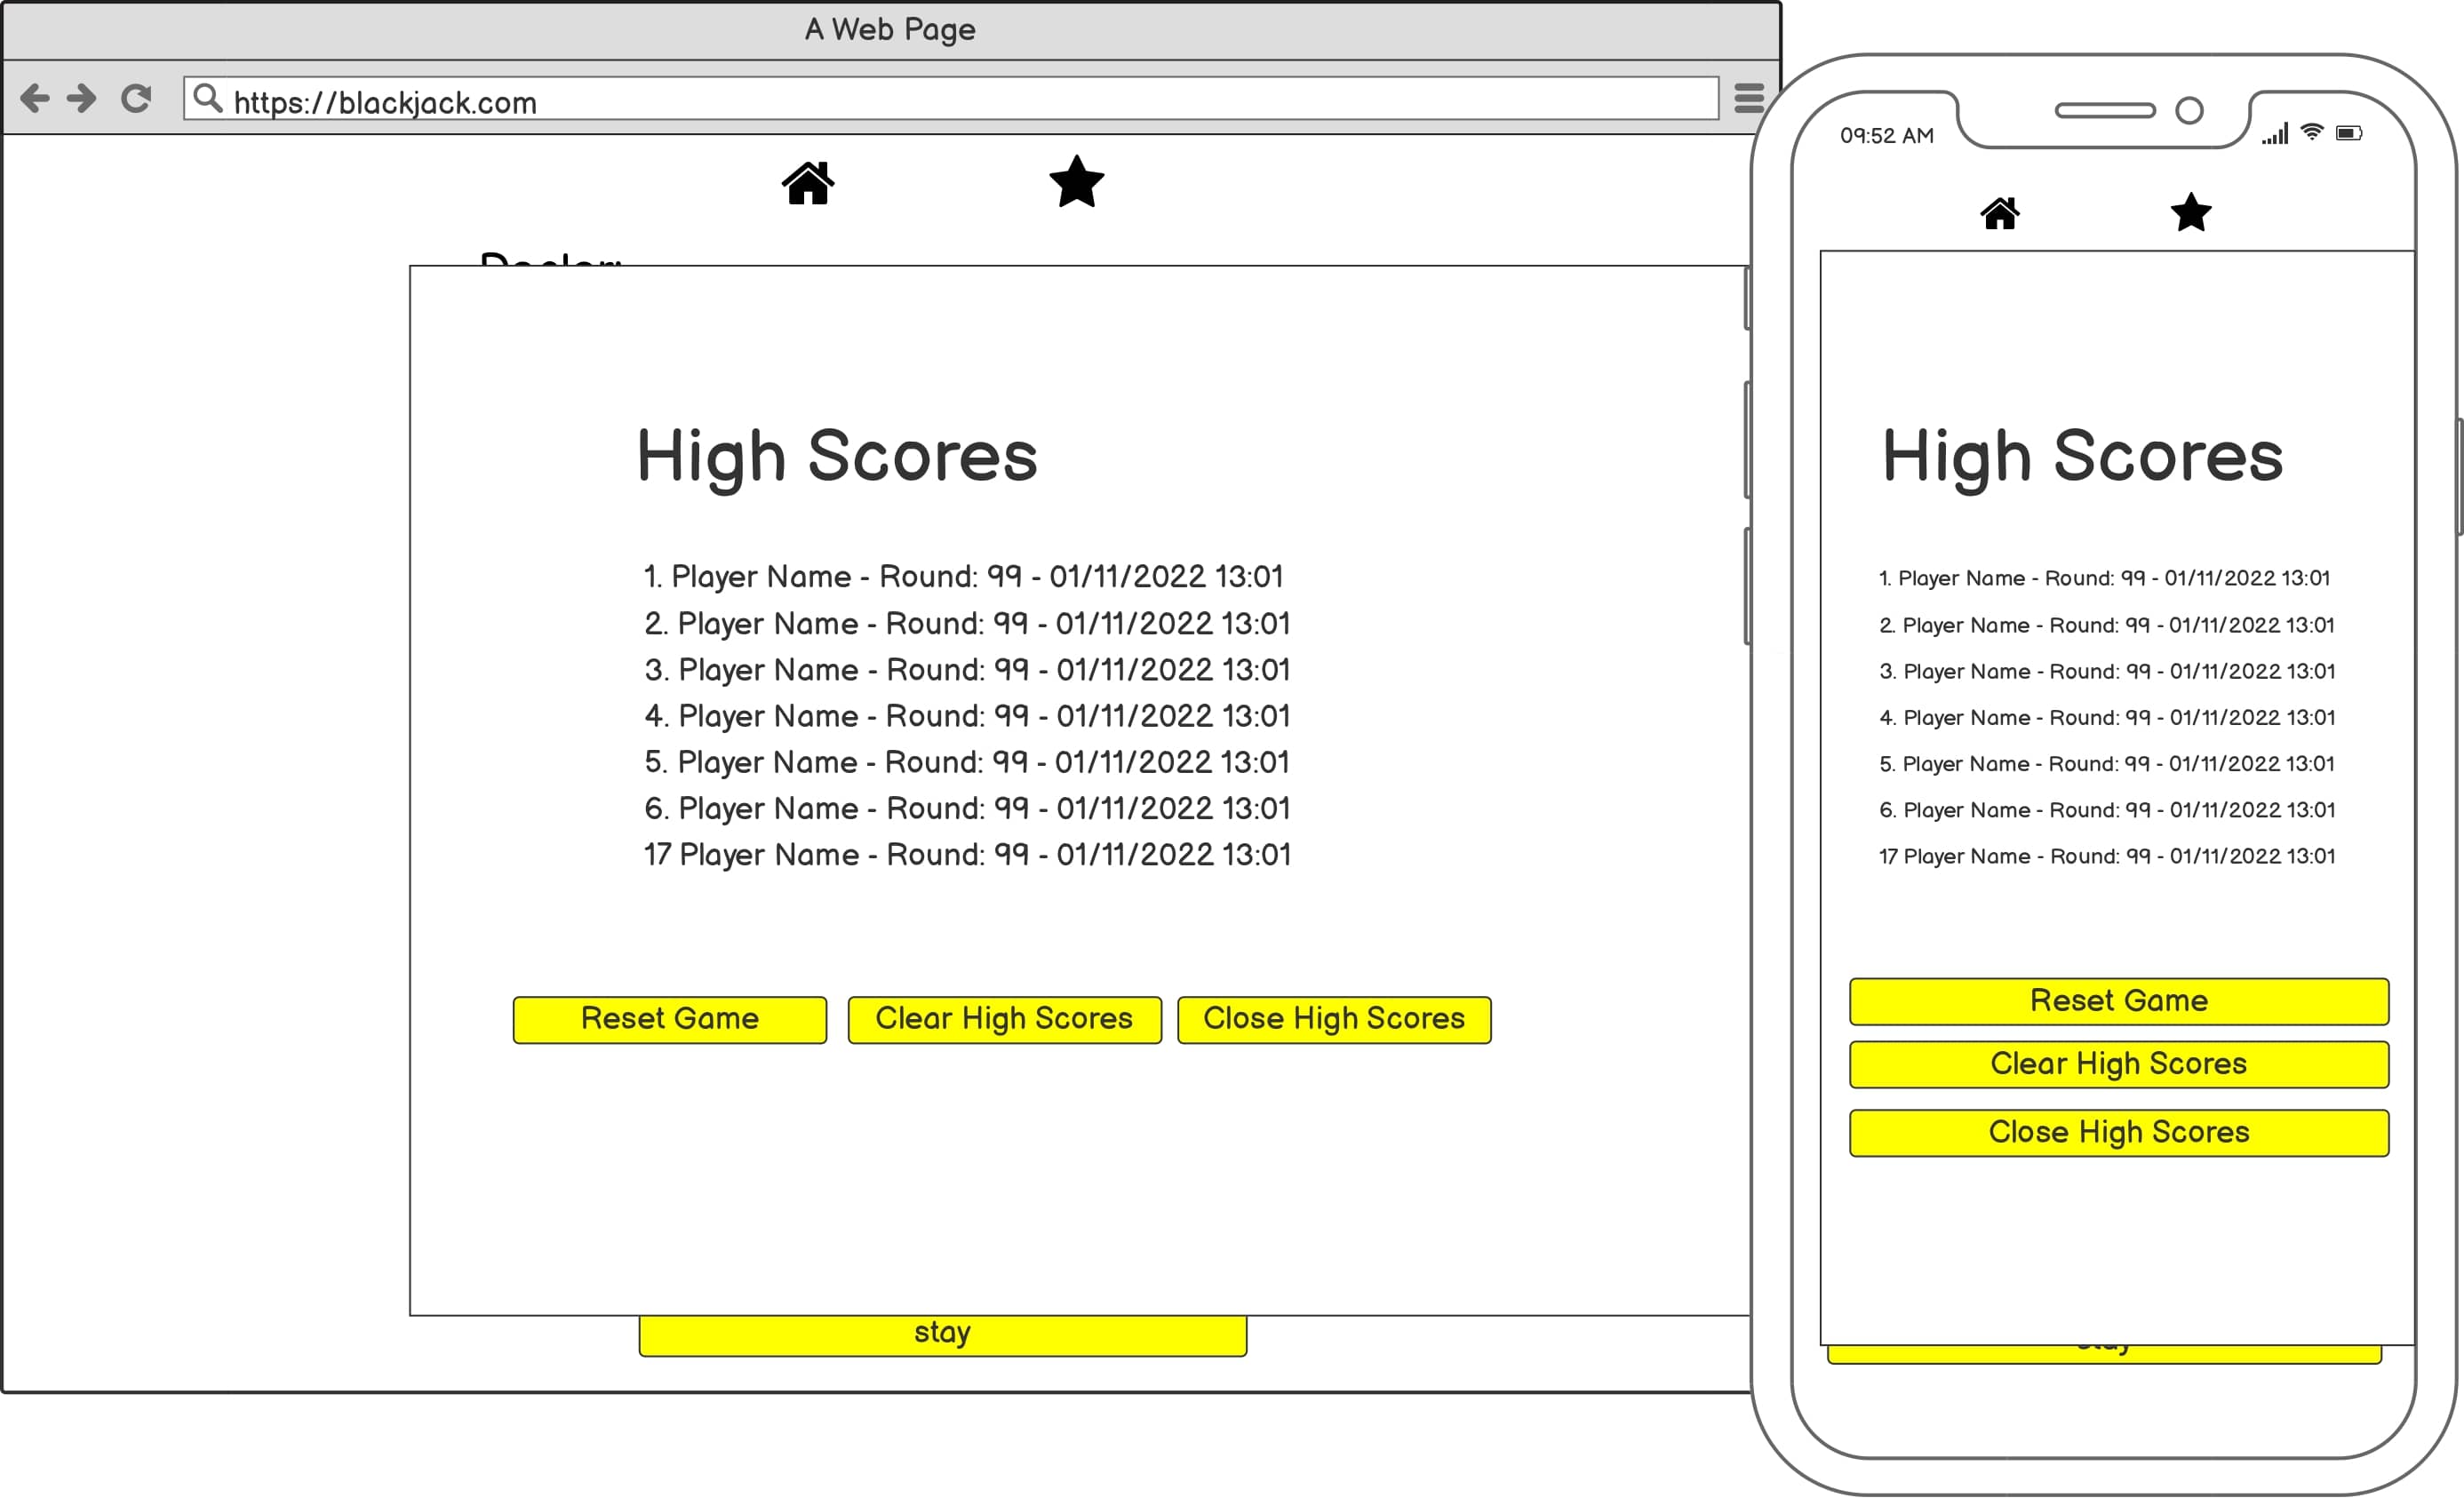 A Web Page
https://blackjack.com
Dealer:
High Scores
1. Player Name - Round: 99 - 01/11/2022 13:01
2. Player Name - Round: 99 - 01/11/2022 13:01
3. Player Name - Round: 99 - 01/11/2022 13:01
4. Player Name - Round: 99 - 01/11/2022 13:01
5. Player Name - Round: 99 - 01/11/2022 13:01
6. Player Name - Round: 99 - 01/11/2022 13:01
17 Player Name - Round: 99 - 01/11/2022 13:01
Reset Game
Clear High Scores
Close High Scores
stay
09:52 AM
High Scores
1. Player Name - Round: 99 - 01/11/2022 13:01
2. Player Name - Round: 99 - 01/11/2022 13:01
3. Player Name - Round: 99 - 01/11/2022 13:01
4. Player Name - Round: 99 - 01/11/2022 13:01
5. Player Name - Round: 99 - 01/11/2022 13:01
6. Player Name - Round: 99 - 01/11/2022 13:01
17 Player Name - Round: 99 - 01/11/2022 13:01
Reset Game
Clear High Scores
Close High Scores
stay